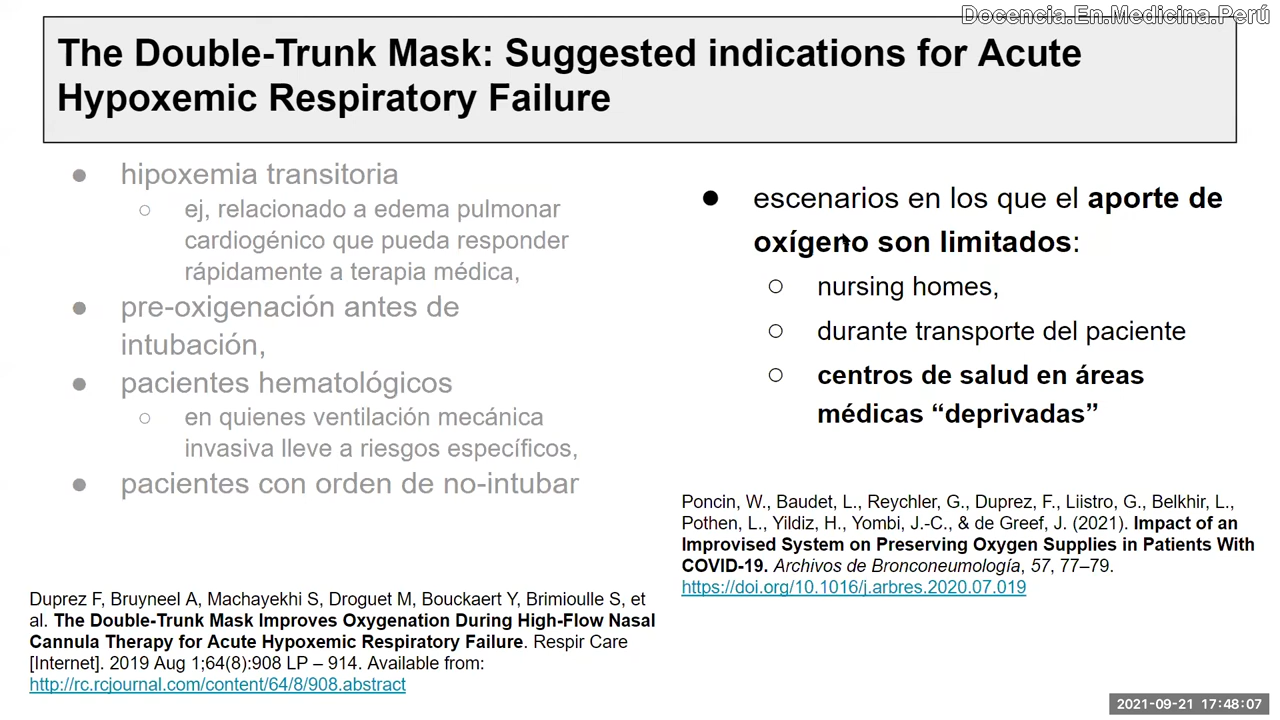 Docencia.En.Medicina.Perú
The Double-Trunk Mask: Suggested indications for Acute
Hypoxemic Respiratory Failure
● hipoxemia transitoria
○ ej, relacionado a edema pulmonar
cardiogénico que pueda responder
rápidamente a terapia médica,
● pre-oxigenación antes de
intubación,
● pacientes hematológicos
○ en quienes ventilación mecánica
invasiva lleve a riesgos específicos,
● pacientes con orden de no-intubar
Duprez F, Bruyneel A, Machayekhi S, Droguet M, Bouckaert Y, Brimioulle S, et
al. The Double-Trunk Mask Improves Oxygenation During High-Flow Nasal
Cannula Therapy for Acute Hypoxemic Respiratory Failure. Respir Care
[Internet]. 2019 Aug 1;64(8):908 LP – 914. Available from:
http://rc.rcjournal.com/content/64/8/908.abstract
● escenarios en los que el aporte de
oxígeno son limitados:
○ nursing homes,
○ durante transporte del paciente
○ centros de salud en áreas
médicas “deprivadas”
Poncin, W., Baudet, L., Reychler, G., Duprez, F., Liistro, G., Belkhir, L.,
Pothen, L., Yildiz, H., Yombi, J.-C., & de Greef, J. (2021). Impact of an
Improvised System on Preserving Oxygen Supplies in Patients With
COVID-19. Archivos de Bronconeumología, 57, 77–79.
https://doi.org/10.1016/j.arbres.2020.07.019
2021-09-21 17:48:07